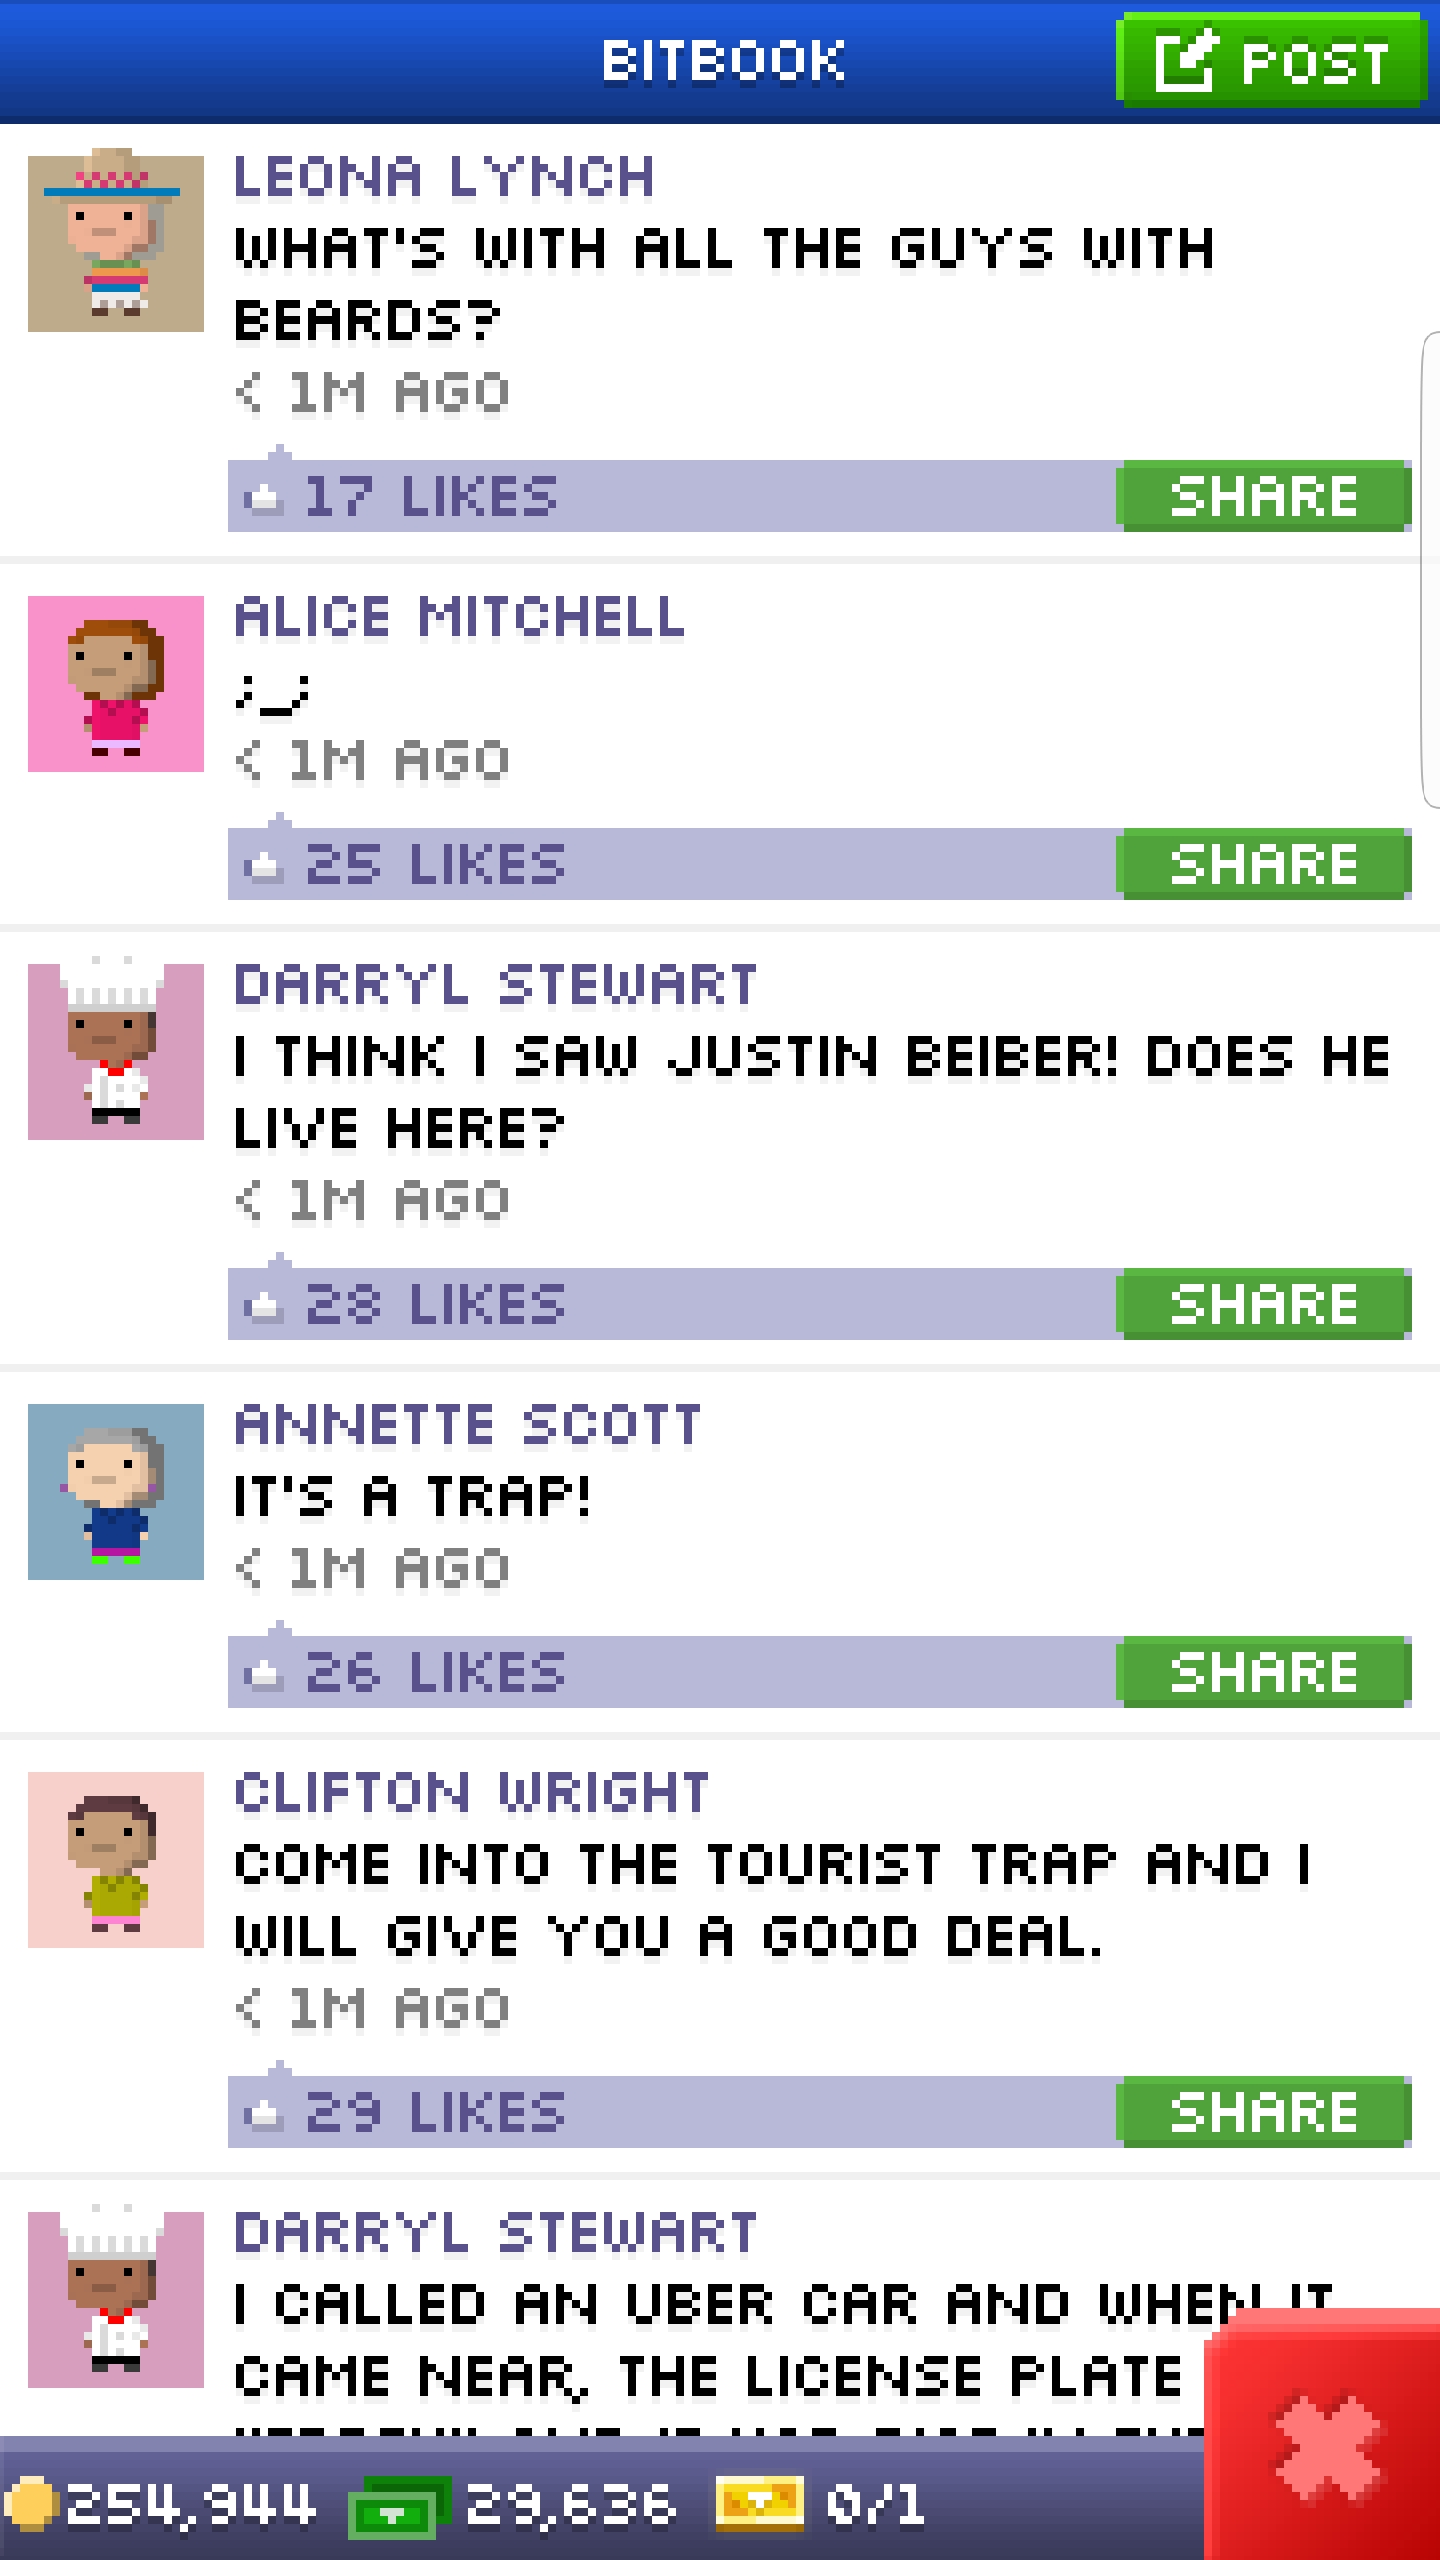 BITBOOK
POST
LEONA LYNCH
WHAT'S WITH ALL THE GUYS WITH
BEARDS?
< 1M AGO
17 LIKES
SHARE
ALICE MITCHELL
;_;
< 1M AGO
25 LIKES
SHARE
DARRYL STEWART
I THINK I SAW JUSTIN BEIBER! DOES HE
LIVE HERE?
< 1M AGO
28 LIKES
SHARE
ANNETTE SCOTT
IT'S A TRAP!
< 1M AGO
26 LIKES
SHARE
CLIFTON WRIGHT
COME INTO THE TOURIST TRAP AND I
WILL GIVE YOU A GOOD DEAL.
< 1M AGO
29 LIKES
SHARE
DARRYL STEWART
I CALLED AN UBER CAR AND WHEN IT
CAME NEAR, THE LICENSE PLATE
254,944
29,636
0/1